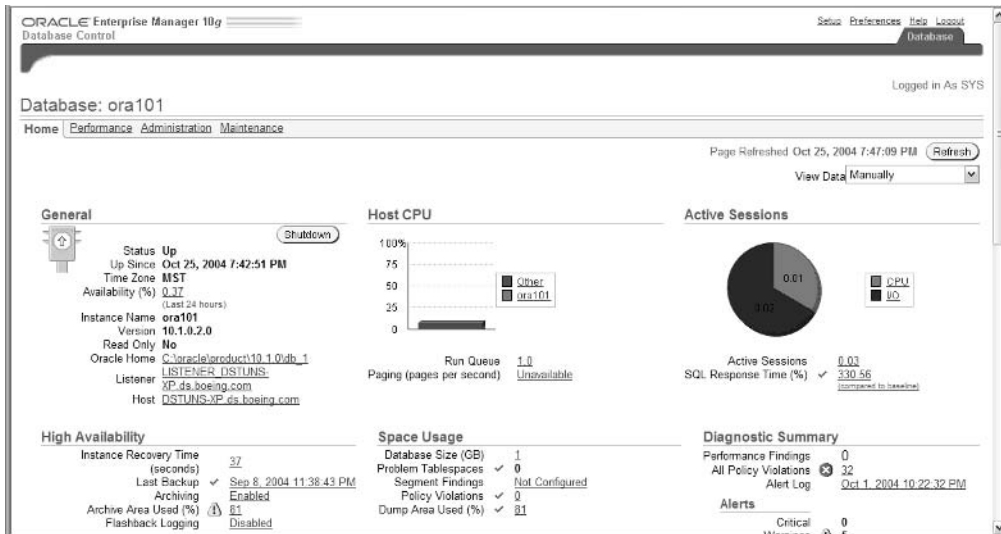 ORACLE Enterprise Manager 10g
Database Control
Setup Preferences Help Logout
Database
Logged in As SYS
Database: ora101
Home Performance Administration Maintenance
Page Refreshed Oct 25, 2004 7:47:09 PM Refresh
View Data Manually
General
Shutdown
Status Up
Up Since Oct 25, 2004 7:42:51 PM
Time Zone MST
Availability (%) 0.37
(Last 24 hours)
Instance Name ora101
Version 10.1.0.2.0
Read Only No
Oracle Home C:\oracle\product\10.1.0\db_1
Listener LISTENER_DSTUNS-
XP.ds.boeing.com
Host DSTUNS-XP.ds.boeing.com
Host CPU
100%
75
50
25
0
Other
ora101
Run Queue 1.0
Paging (pages per second) Unavailable
Active Sessions
0.01
0.02
CPU
I/O
Active Sessions 0.03
SQL Response Time (%) 330.56
(compared to baseline)
High Availability
Instance Recovery Time
(seconds) 37
Last Backup Sep 8, 2004 11:38:43 PM
Archiving Enabled
Archive Area Used (%) 81
Flashback Logging Disabled
Space Usage
Database Size (GB) 1
Problem Tablespaces 0
Segment Findings Not Configured
Policy Violations 0
Dump Area Used (%) 81
Diagnostic Summary
Performance Findings 0
All Policy Violations 32
Alert Log Oct 1, 2004 10:22:32 PM
Alerts
Critical 0
Warnings 5